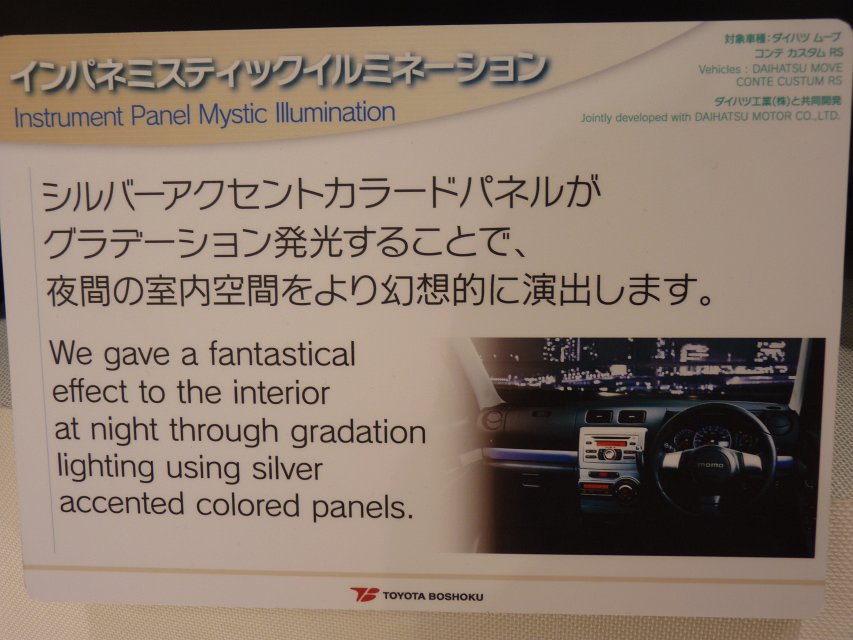 インパネミスティックイルミネーション
Instrument Panel Mystic Illumination
対象車種：ダイハツ ムーブ
コンテ カスタム RS
Vehicles : DAIHATSU MOVE
CONTE CUSTUM RS
ダイハツ工業(株)と共同開発
Jointly developed with DAIHATSU MOTOR CO.,LTD.
シルバーアクセントカラードパネルが
グラデーション発光することで、
夜間の室内空間をより幻想的に演出します。
We gave a fantastical
effect to the interior
at night through gradation
lighting using silver
accented colored panels.
momo
TOYOTA BOSHOKU